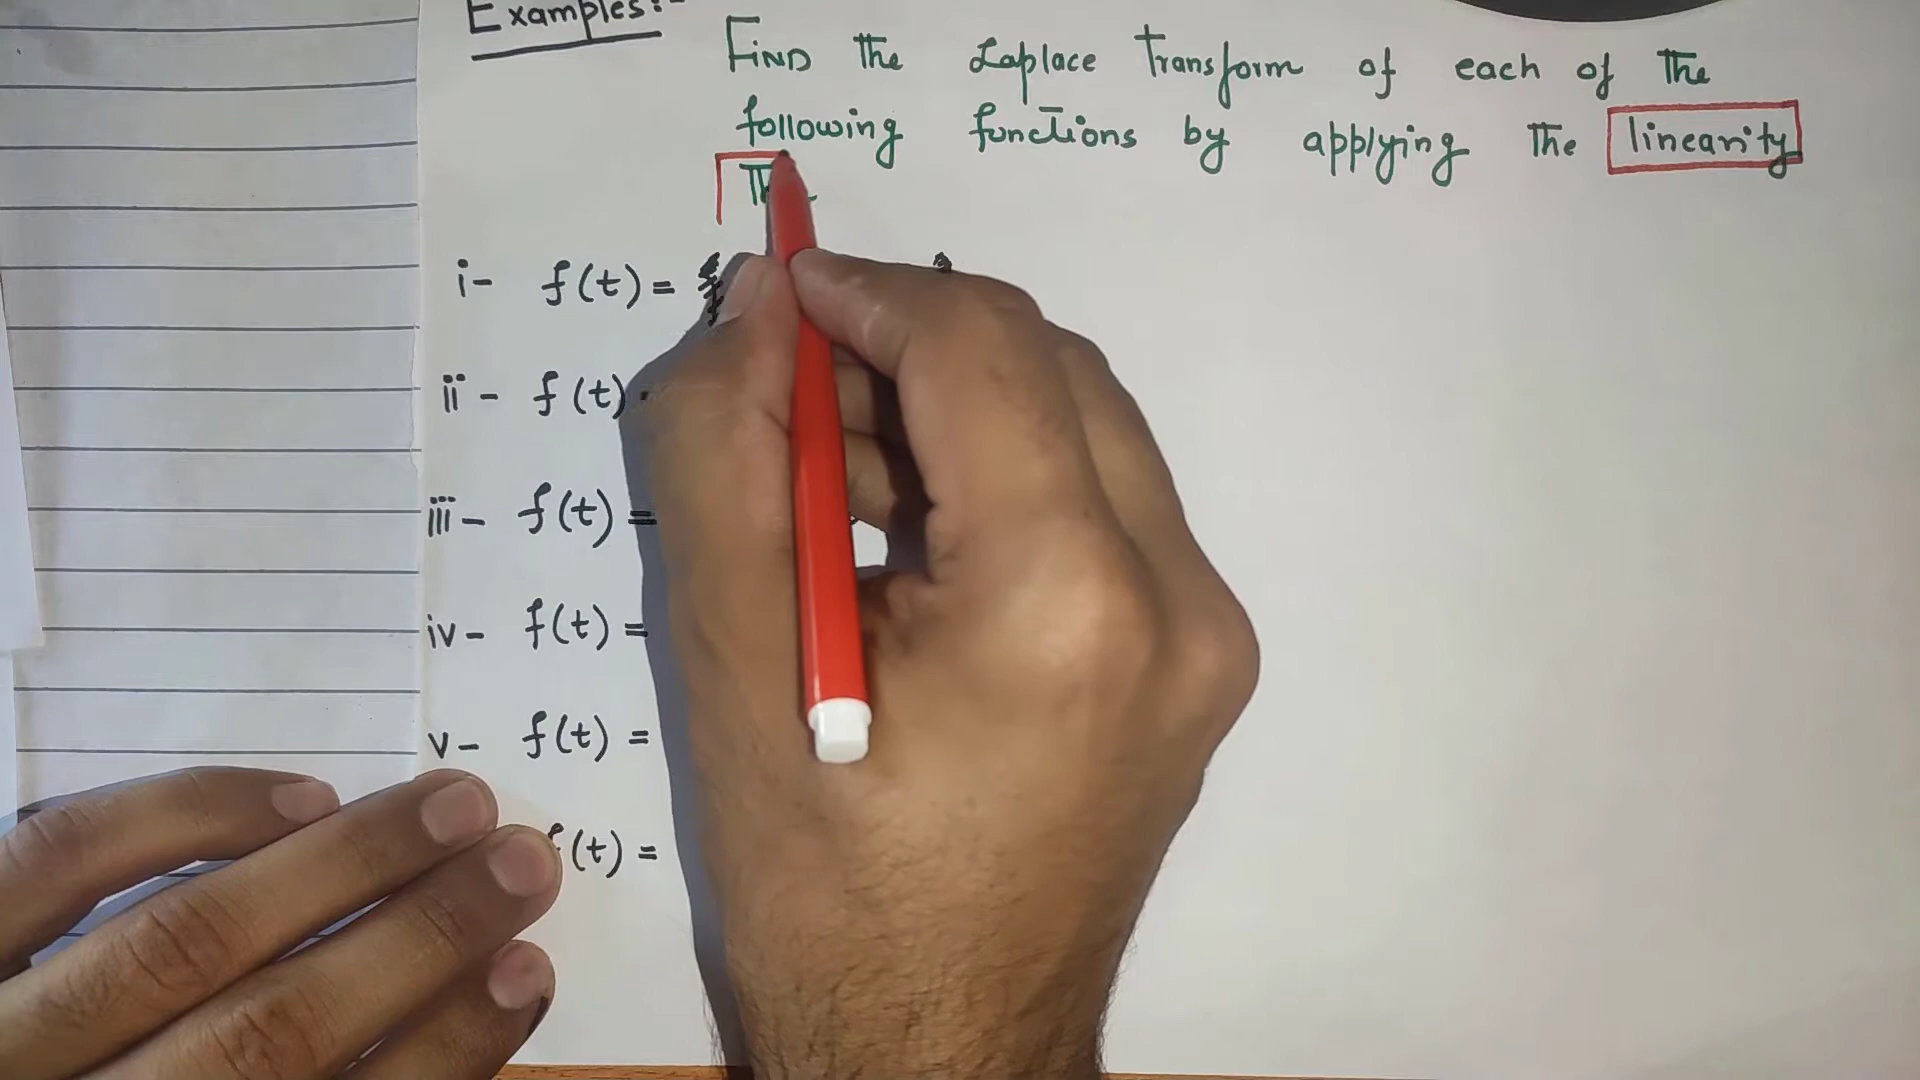 Examples:-
FIND the Laplace Transform of each of the
following functions by applying the linearity
i- f(t) =
ii- f(t)
iii- f(t) =
iv- f(t) =
v- f(t) =
f(t) =